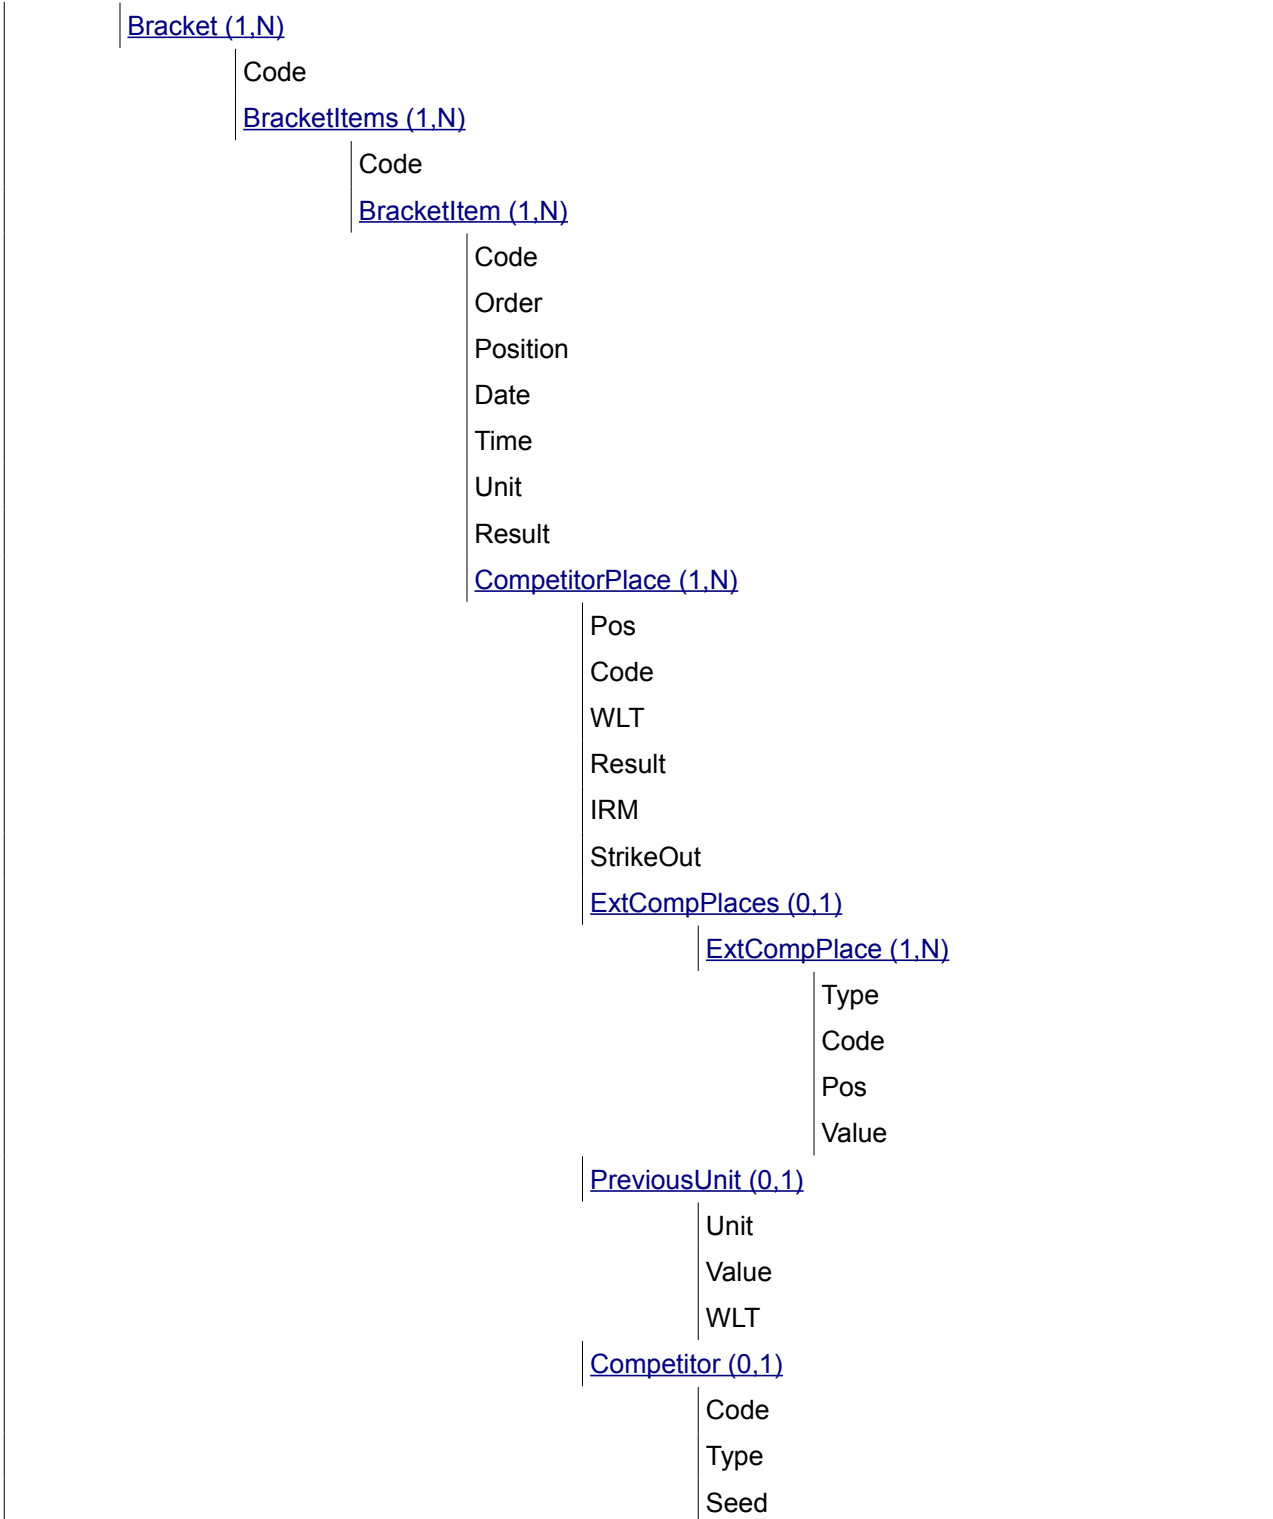 Bracket (1,N)
Code
BracketItems (1,N)
Code
BracketItem (1,N)
Code
Order
Position
Date
Time
Unit
Result
CompetitorPlace (1,N)
Pos
Code
WLT
Result
IRM
StrikeOut
ExtCompPlaces (0,1)
ExtCompPlace (1,N)
Type
Code
Pos
Value
PreviousUnit (0,1)
Unit
Value
WLT
Competitor (0,1)
Code
Type
Seed